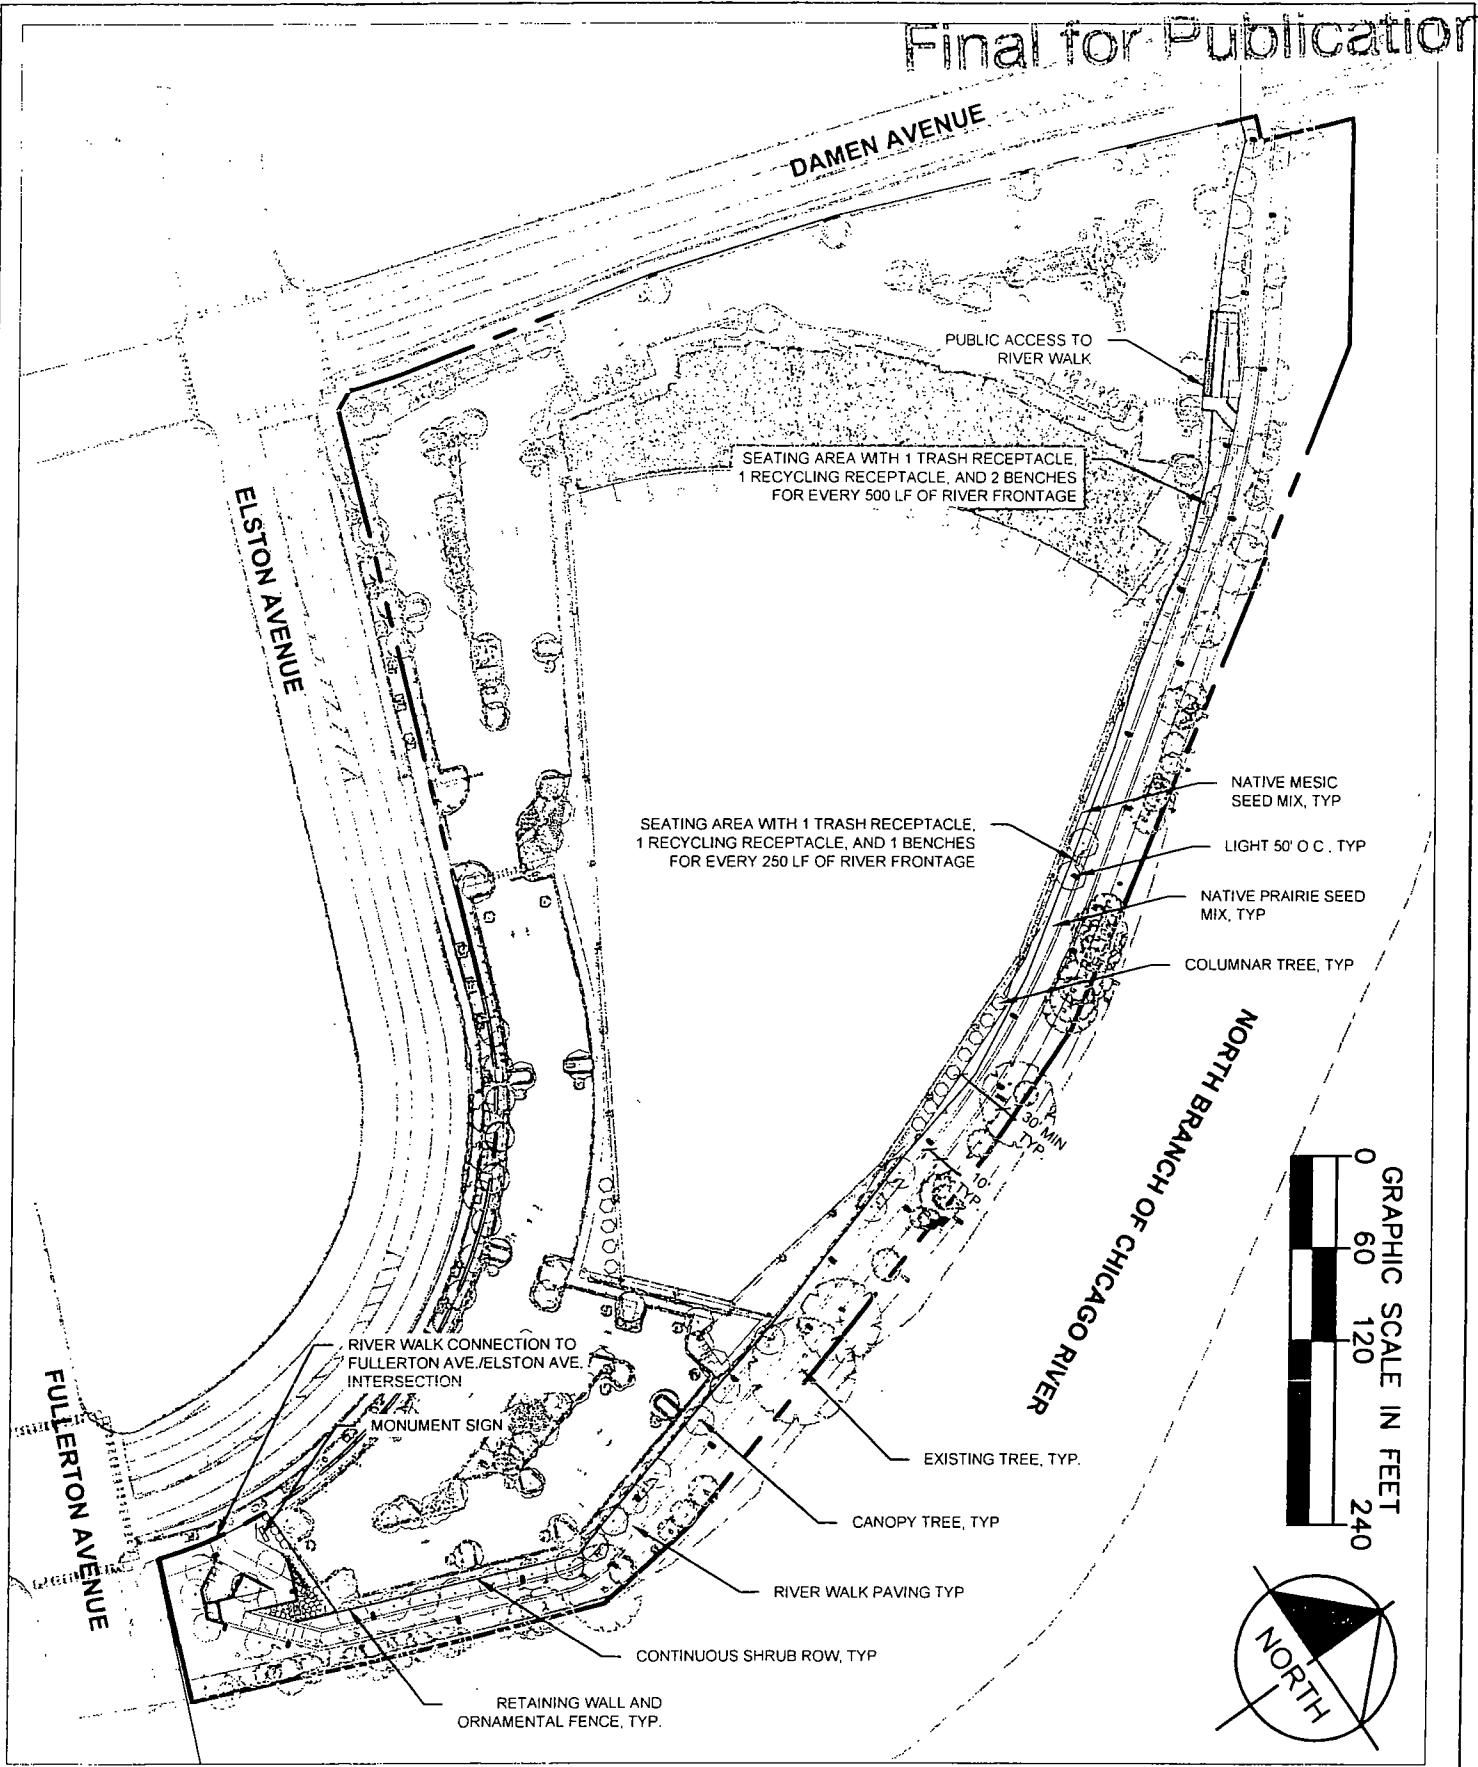 Final for Publication
DAMEN AVENUE
PUBLIC ACCESS TO
RIVER WALK
SEATING AREA WITH 1 TRASH RECEPTACLE,
1 RECYCLING RECEPTACLE, AND 2 BENCHES
FOR EVERY 500 LF OF RIVER FRONTAGE
ELSTON AVENUE
NATIVE MESIC
SEED MIX, TYP
SEATING AREA WITH 1 TRASH RECEPTACLE,
1 RECYCLING RECEPTACLE, AND 1 BENCHES
FOR EVERY 250 LF OF RIVER FRONTAGE
LIGHT 50' O C , TYP
NATIVE PRAIRIE SEED
MIX, TYP
COLUMNAR TREE, TYP
NORTH BRANCH OF CHICAGO RIVER
30' MIN
TYP.
10'
TYP
GRAPHIC SCALE IN FEET
0 60 120 240
RIVER WALK CONNECTION TO
FULLERTON AVE./ELSTON AVE.
INTERSECTION
MONUMENT SIGN
FULLERTON AVENUE
EXISTING TREE, TYP.
CANOPY TREE, TYP
RIVER WALK PAVING TYP
CONTINUOUS SHRUB ROW, TYP
RETAINING WALL AND
ORNAMENTAL FENCE, TYP.
NORTH